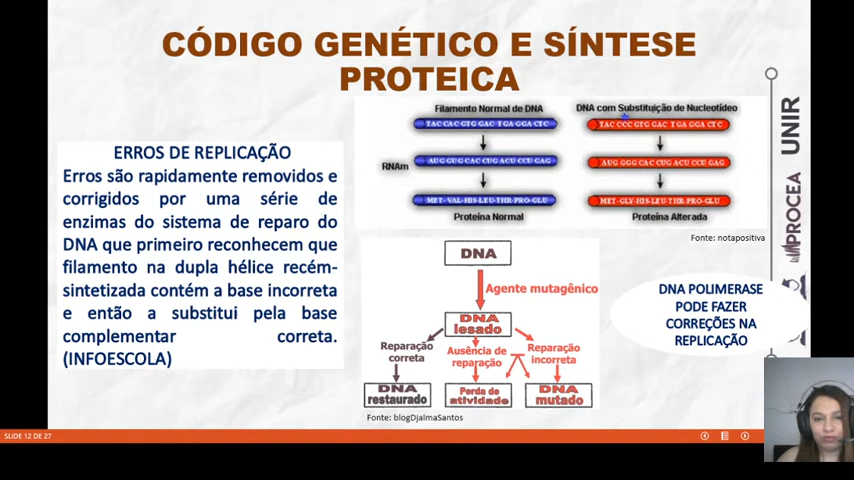 CÓDIGO GENÉTICO E SÍNTESE
PROTEICA
ERROS DE REPLICAÇÃO
Erros são rapidamente removidos e
corrigidos por uma série de
enzimas do sistema de reparo do
DNA que primeiro reconhecem que
filamento na dupla hélice recém-
sintetizada contém a base incorreta
e então a substitui pela base
complementar correta.
(INFOESCOLA)
Filamento Normal de DNA
TAC CAC GTG GAC TGA GGA CTC
RNAm
AUG GUG CAC CUG ACU CCU GAG
MET-VAL-HIS-LEU-THR-PRO-GLU
Proteína Normal
DNA com Substituição de Nucleotídeo
TAC CCC GTG GAC TGA GGA CTC
AUG GGG CAC CUG ACU CCU GAG
MET-GLY-HIS-LEU-THR-PRO-GLU
Proteína Alterada
Fonte: notapositiva
DNA
Agente mutagênico
DNA
lesado
Reparação
correta
Ausência de
reparação
Reparação
incorreta
DNA
restaurado
Perda de
atividade
DNA
mutado
Fonte: blogDjalmaSantos
DNA POLIMERASE
PODE FAZER
CORREÇÕES NA
REPLICAÇÃO
UNIR
PROCEA
SLIDE 12 DE 27